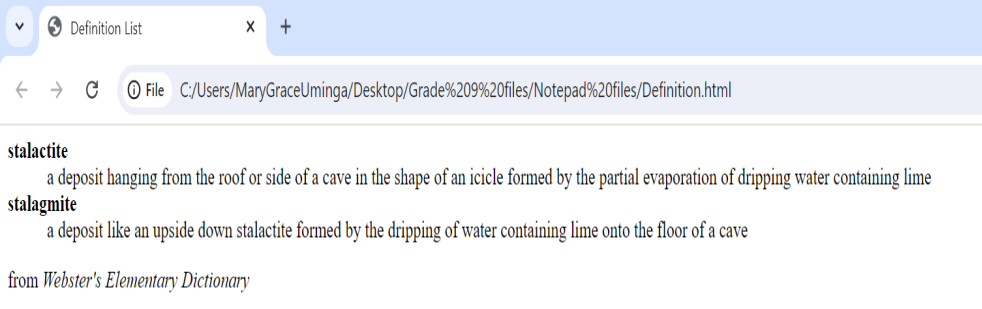 Definition List
File C:/Users/MaryGraceUminga/Desktop/Grade%209%20files/Notepad%20files/Definition.html
stalactite
a deposit hanging from the roof or side of a cave in the shape of an icicle formed by the partial evaporation of dripping water containing lime
stalagmite
a deposit like an upside down stalactite formed by the dripping of water containing lime onto the floor of a cave
from Webster's Elementary Dictionary